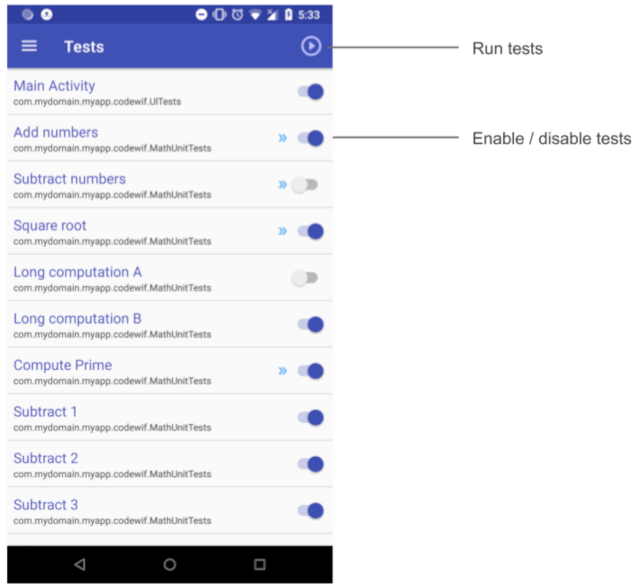 5:33
Tests
Run tests
Main Activity
com.mydomain.myapp.codewif.UITests
Add numbers
com.mydomain.myapp.codewif.MathUnitTests
Enable / disable tests
Subtract numbers
com.mydomain.myapp.codewif.MathUnitTests
Square root
com.mydomain.myapp.codewif.MathUnitTests
Long computation A
com.mydomain.myapp.codewif.MathUnitTests
Long computation B
com.mydomain.myapp.codewif.MathUnitTests
Compute Prime
com.mydomain.myapp.codewif.MathUnitTests
Subtract 1
com.mydomain.myapp.codewif.MathUnitTests
Subtract 2
com.mydomain.myapp.codewif.MathUnitTests
Subtract 3
com.mydomain.myapp.codewif.MathUnitTests